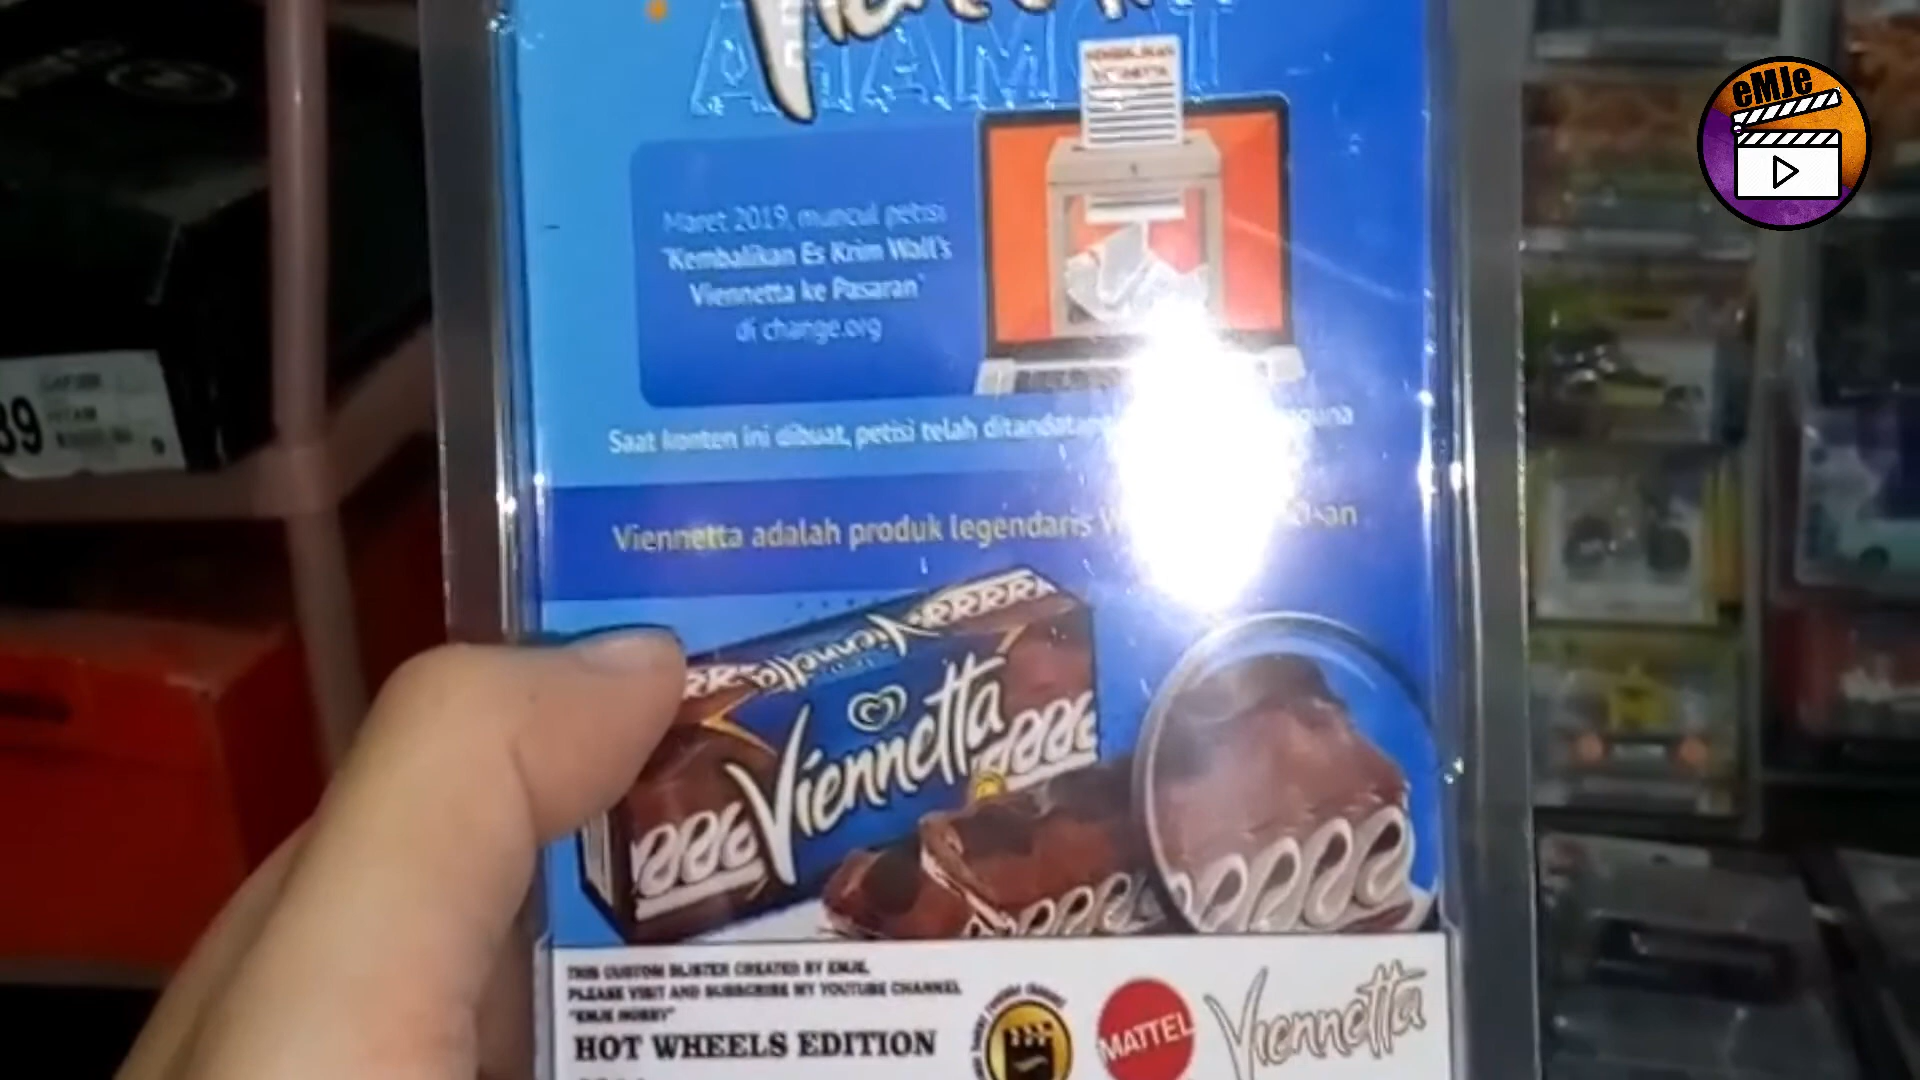 eMJe
Maret 2019, muncul petisi
"Kembalikan Es Krim Wall's
Viennetta ke Pasaran"
di change.org
Saat konten ini dibuat, petisi telah
Viennetta adalah produk legendaris
Viennetta
Viennetta
39
THIS CUSTOM BLISTER CREATED BY EMJE.
PLEASE VISIT AND SUBSCRIBE MY YOUTUBE CHANNEL
"EMJE HOBBY"
HOT WHEELS EDITION
MATTEL
Viennetta